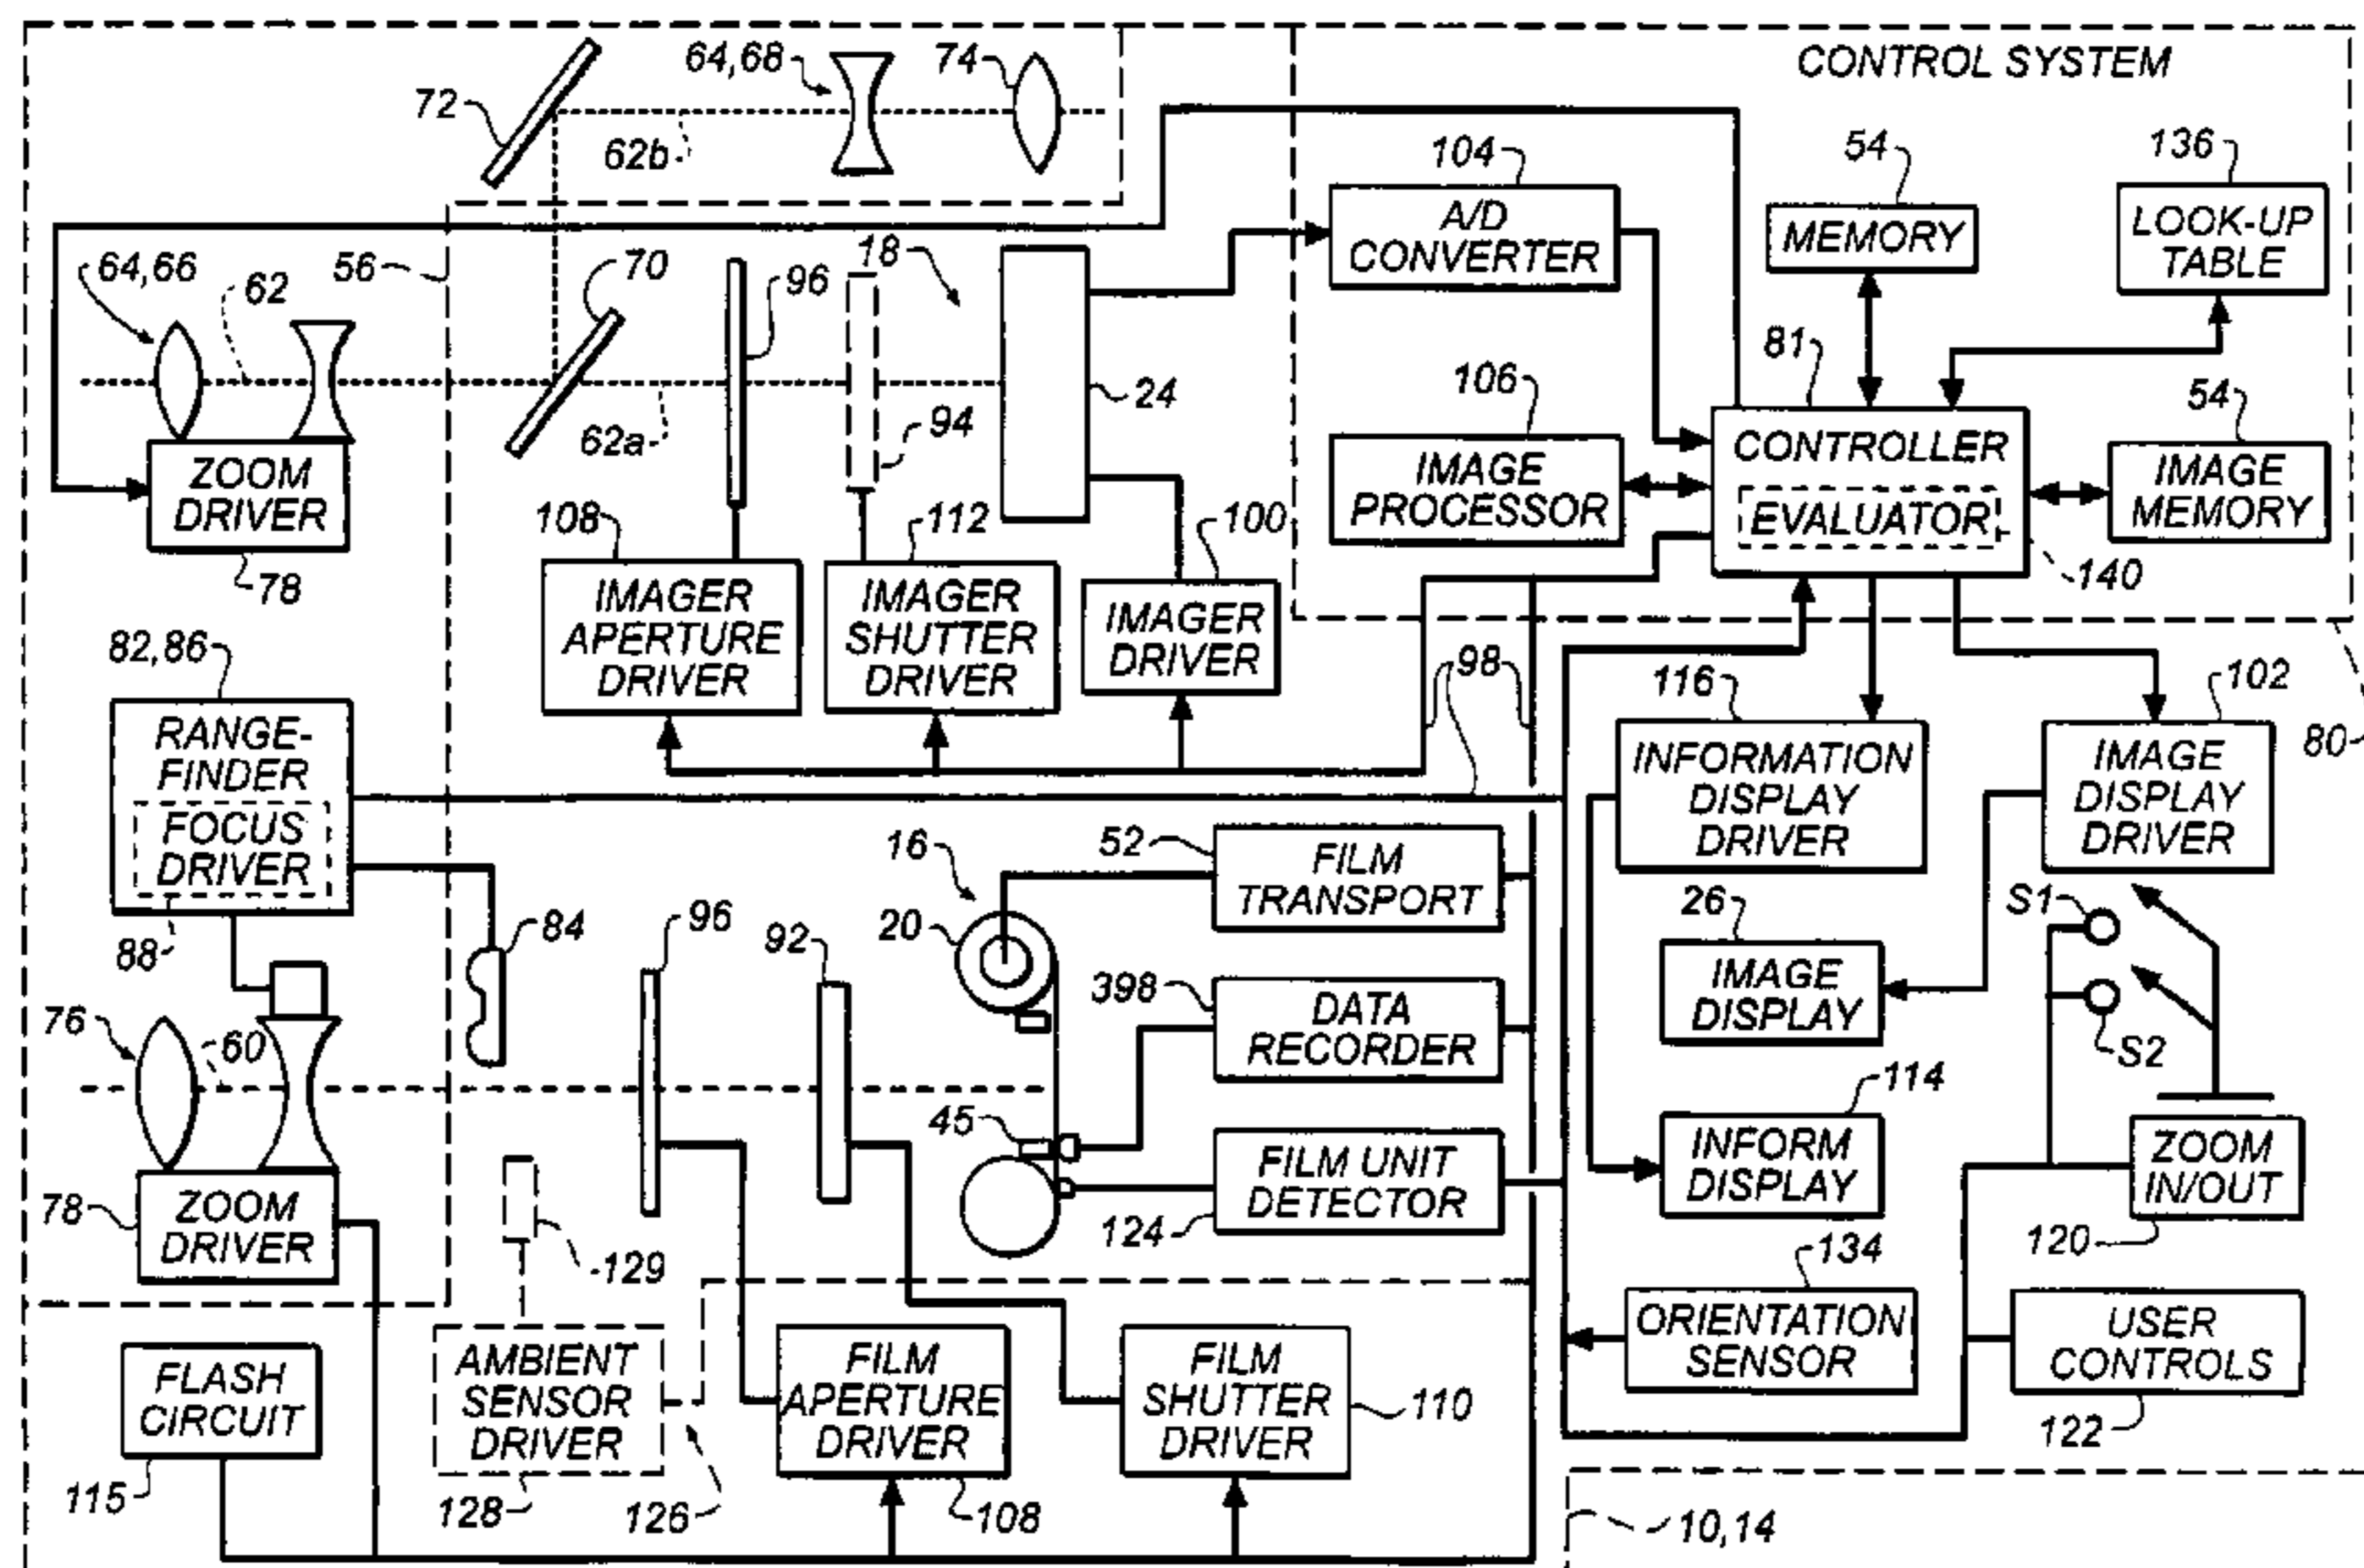 CONTROL SYSTEM
72
64,68
74
62b
104
54
136
A/D
CONVERTER
MEMORY
LOOK-UP
TABLE
64,66
62
56
70
96
18
24
62a
94
81
106
54
ZOOM
DRIVER
78
IMAGE
PROCESSOR
CONTROLLER
EVALUATOR
140
IMAGE
MEMORY
108
112
100
IMAGER
APERTURE
DRIVER
IMAGER
SHUTTER
DRIVER
IMAGER
DRIVER
98
116
102
80
82,86
RANGE-
FINDER
FOCUS
DRIVER
88
84
INFORMATION
DISPLAY
DRIVER
IMAGE
DISPLAY
DRIVER
16
52
FILM
TRANSPORT
20
96
92
26
S1
S2
IMAGE
DISPLAY
398
DATA
RECORDER
76
60
45
114
FILM UNIT
DETECTOR
124
INFORM
DISPLAY
ZOOM
IN/OUT
120
78
ZOOM
DRIVER
129
134
ORIENTATION
SENSOR
USER
CONTROLS
122
FLASH
CIRCUIT
115
AMBIENT
SENSOR
DRIVER
128
126
FILM
APERTURE
DRIVER
108
FILM
SHUTTER
DRIVER
110
10,14